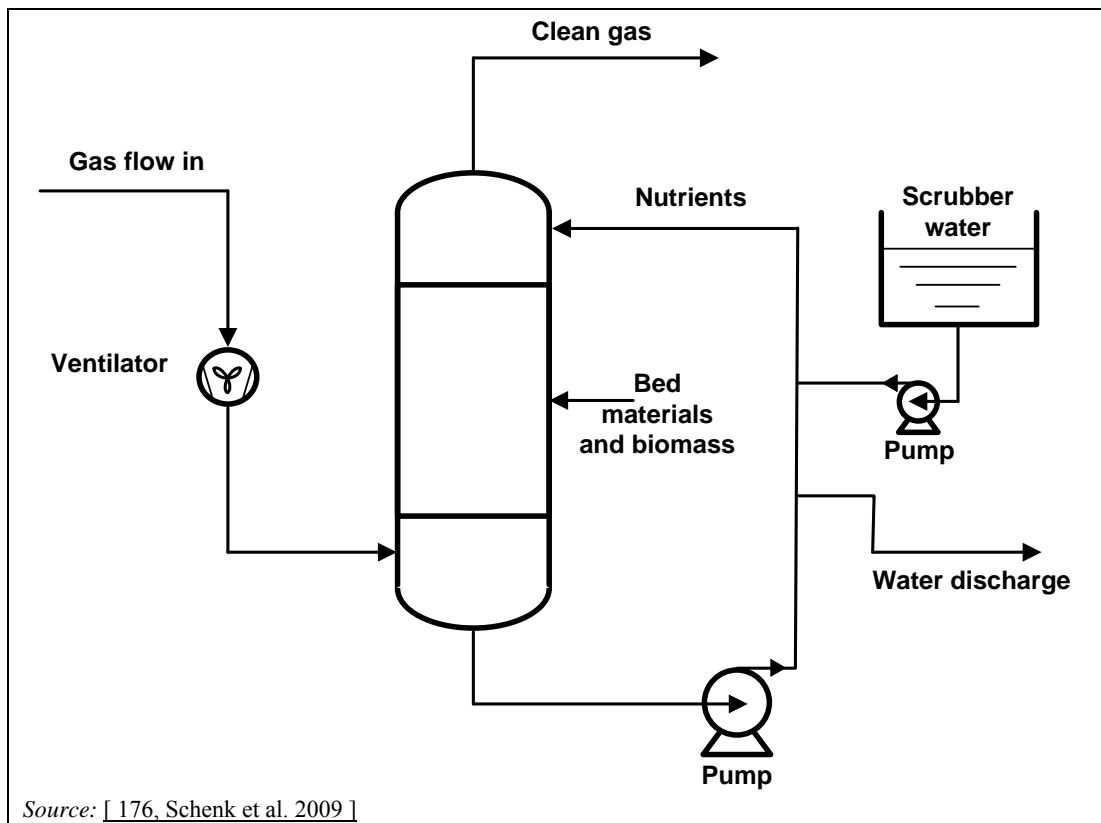 Clean gas
Gas flow in
Nutrients
Scrubber
water
Ventilator
Bed
materials
and biomass
Pump
Water discharge
Pump
Source: [ 176, Schenk et al. 2009 ]